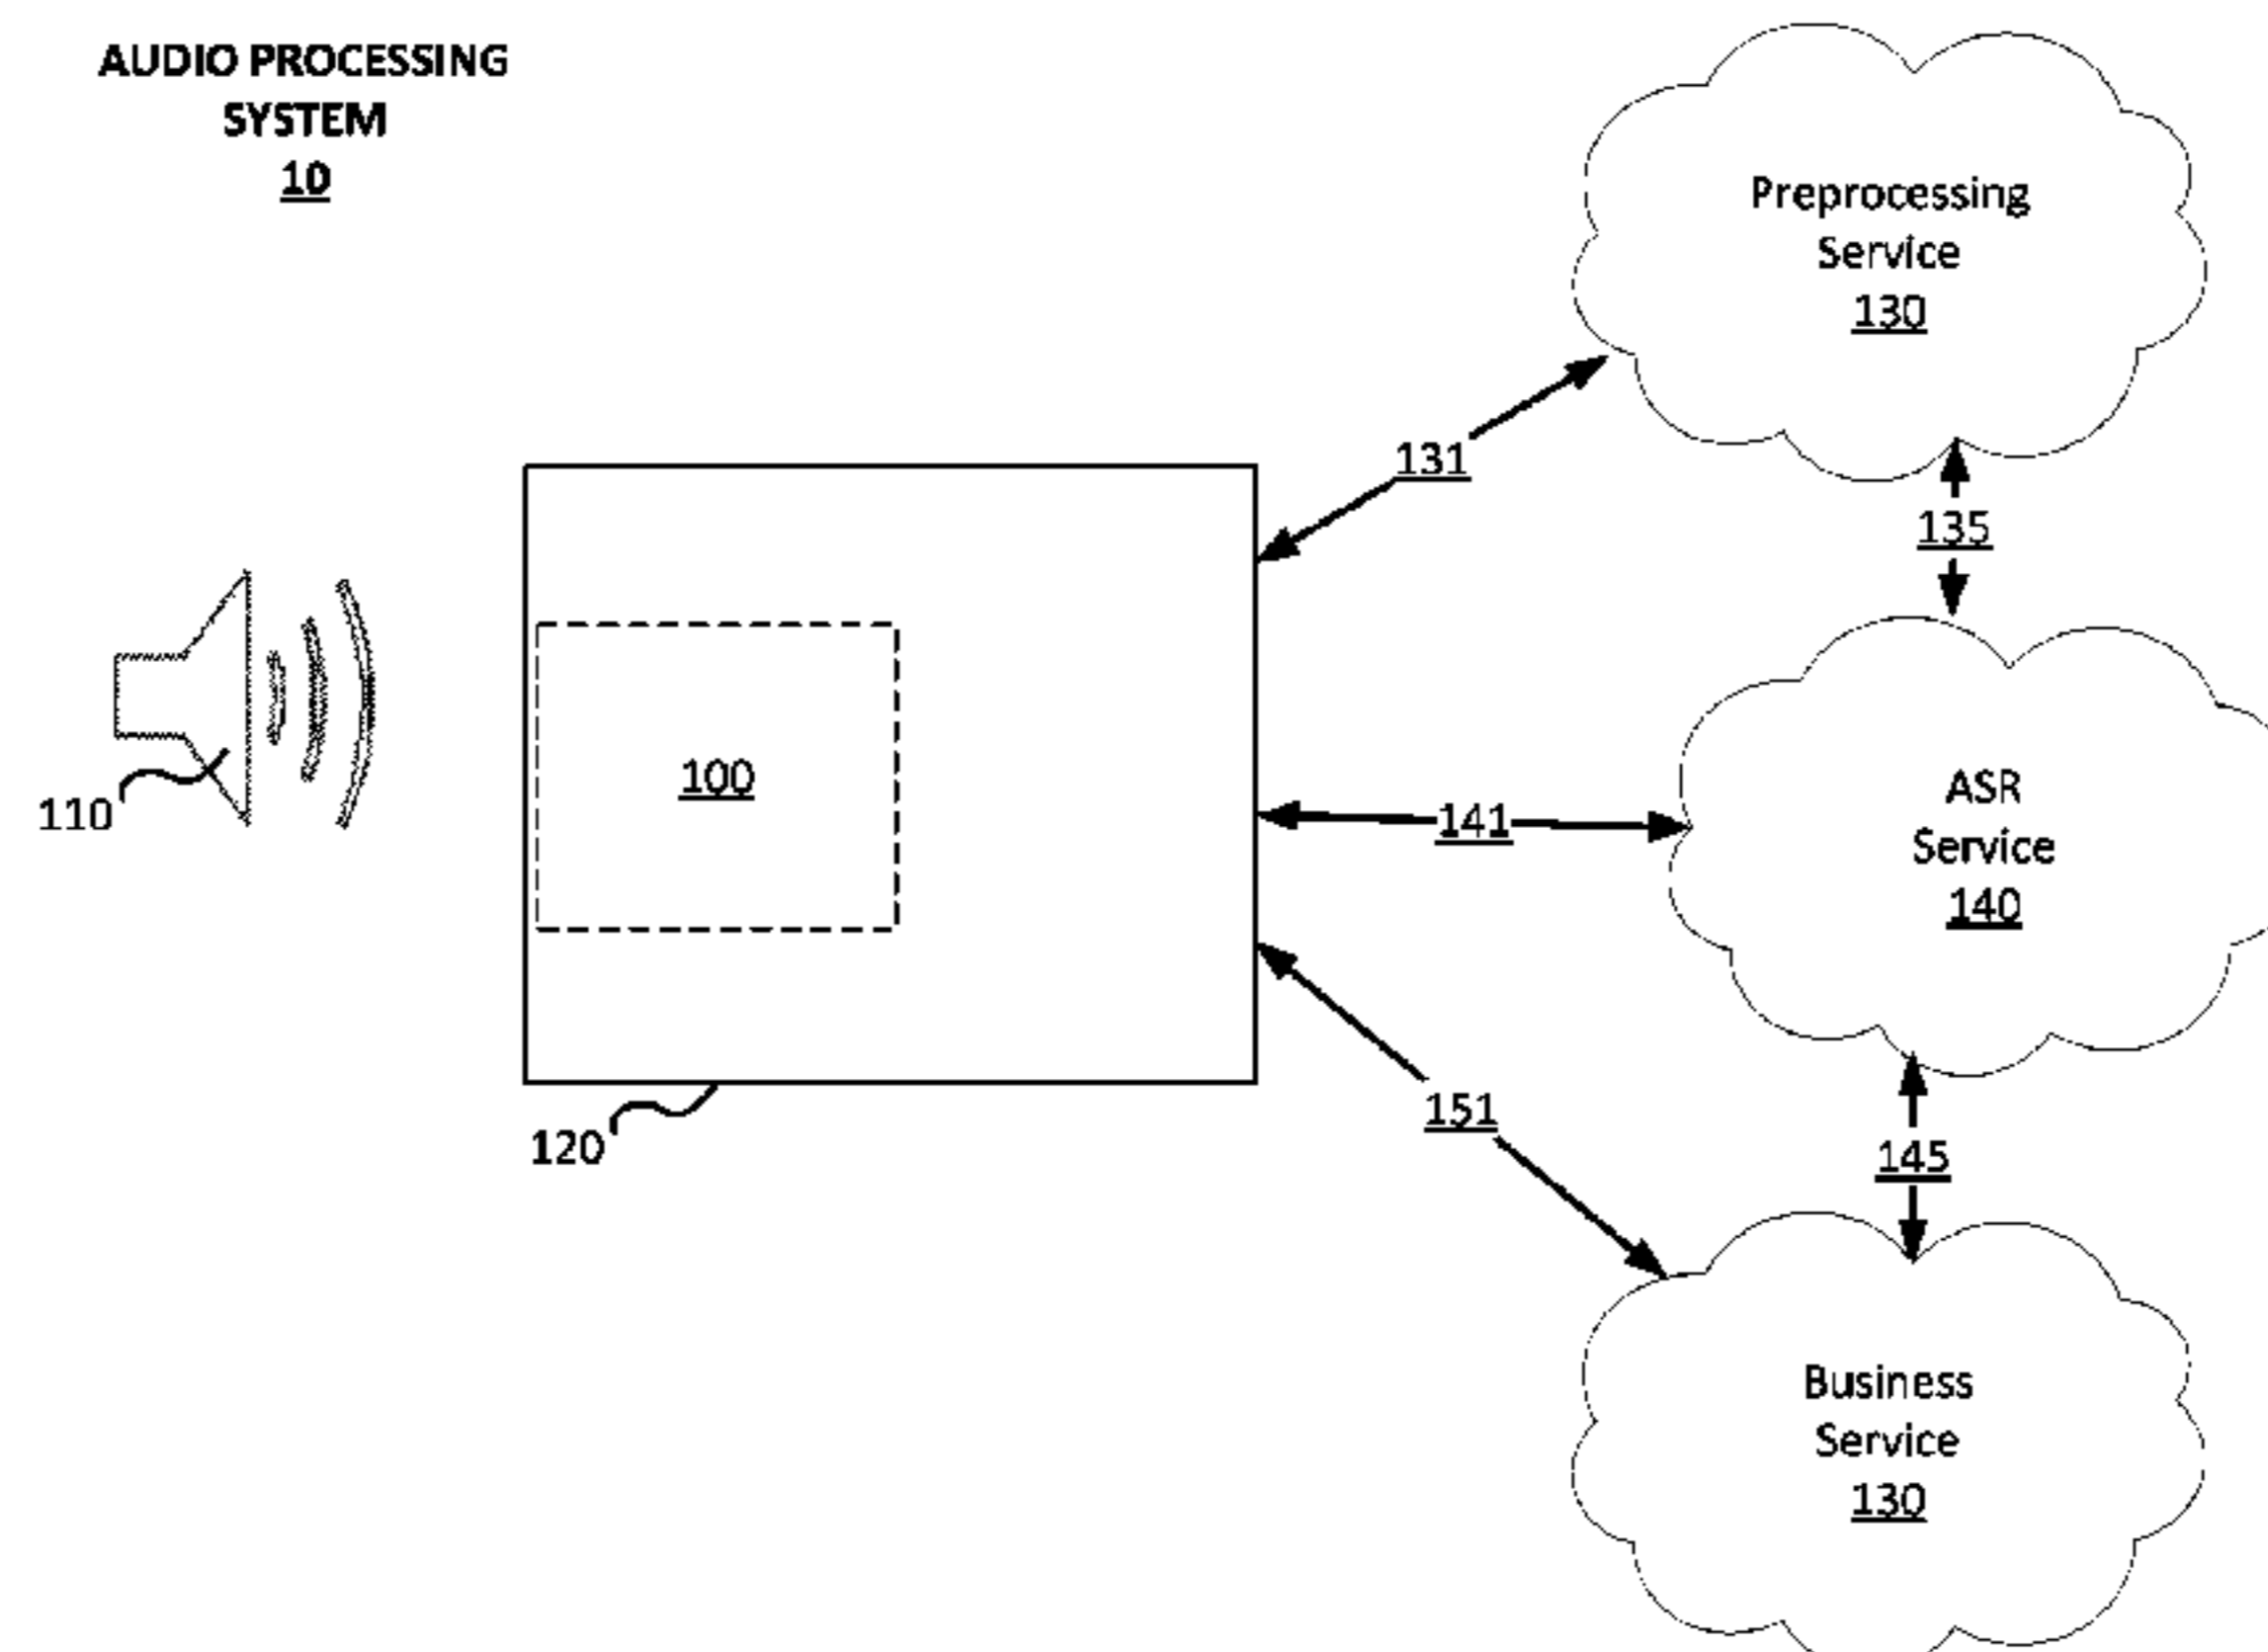 AUDIO PROCESSING
SYSTEM
10
Preprocessing
Service
130
131
135
110
100
141
ASR
Service
140
120
151
145
Business
Service
130